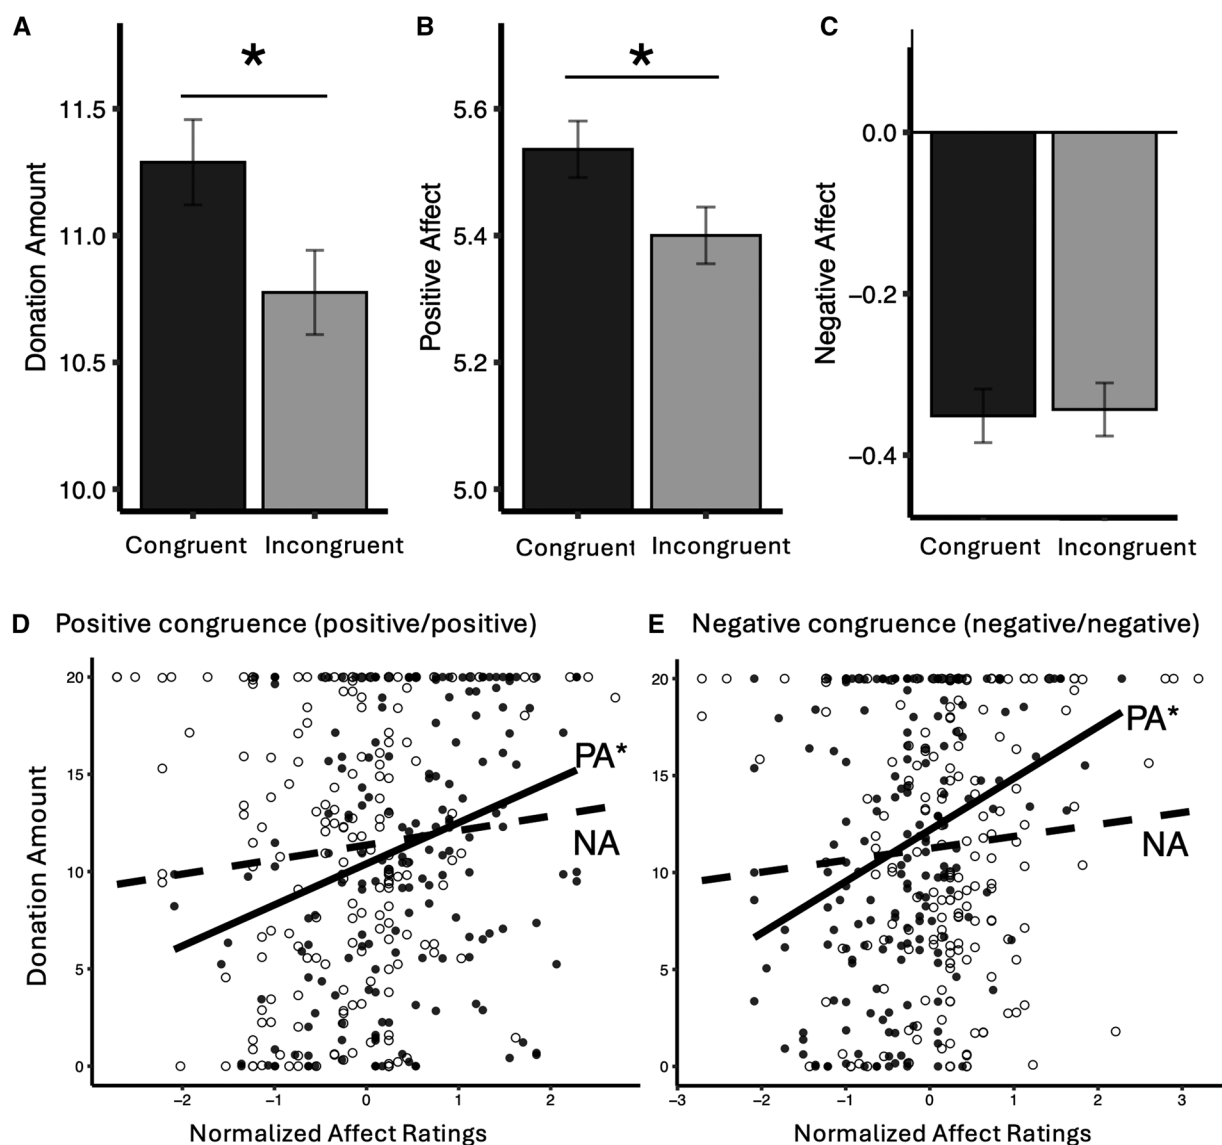 A
*
11.5
11.0
10.5
10.0
Donation Amount
Congruent Incongruent
B
*
5.6
5.4
5.2
5.0
Positive Affect
Congruent Incongruent
C
0.0
−0.2
−0.4
Negative Affect
Congruent Incongruent
D Positive congruence (positive/positive)
20
15
10
5
0
Donation Amount
PA*
NA
−2 −1 0 1 2
Normalized Affect Ratings
E Negative congruence (negative/negative)
20
15
10
5
0
PA*
NA
−3 −2 −1 0 1 2 3
Normalized Affect Ratings